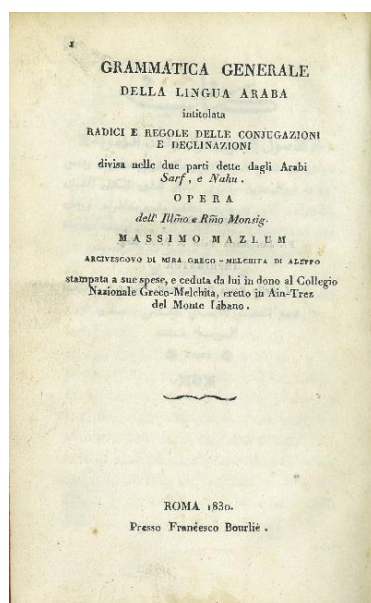 1
GRAMMATICA GENERALE
DELLA LINGUA ARABA
intitolata
RADICI E REGOLE DELLE CONJUGAZIONI
E DECLINAZIONI
divisa nelle due parti dette dagli Arabi
Sarf, e Nahu.
OPERA
dell' Illño e Rm̃o Monsig.
MASSIMO MAZLUM
ARCIVESCOVO DI MIRA GRECO-MELCHITA DI ALEPPO
stampata a sue spese, e ceduta da lui in dono al Collegio
Nazionale Greco-Melchita, eretto in Ain-Trez
del Monte Libano.
ROMA 1830.
Presso Francesco Bourliè.